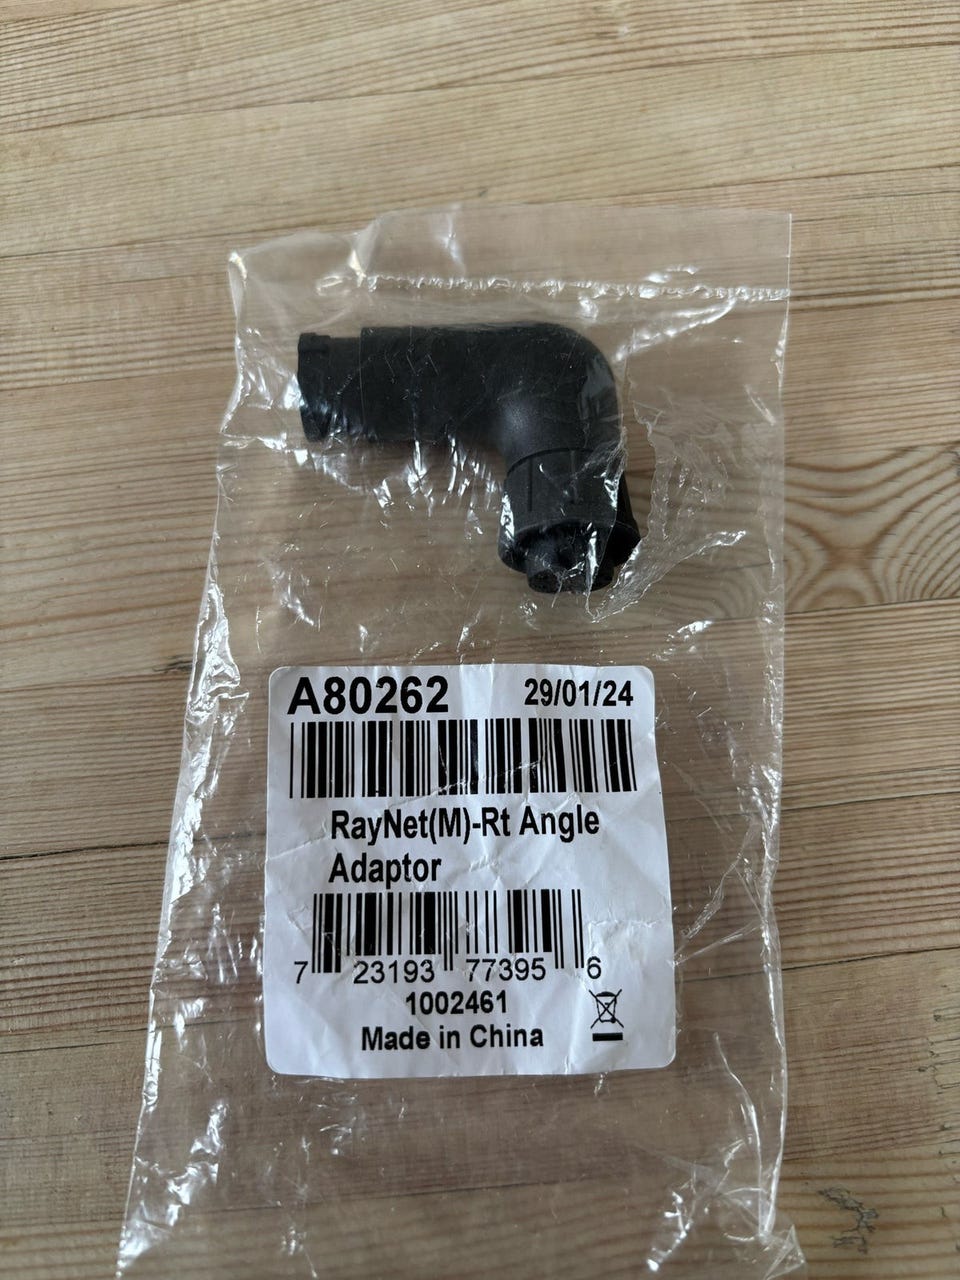 A80262 29/01/24
RayNet(M)-Rt Angle
Adaptor
7 23193 77395 6
1002461
Made in China